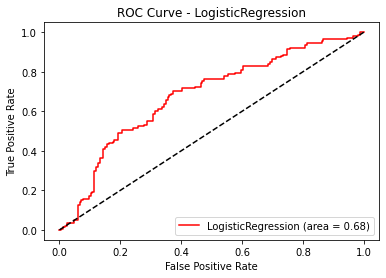 ROC Curve - LogisticRegression
True Positive Rate
1.0
0.8
0.6
0.4
0.2
0.0
LogisticRegression (area = 0.68)
0.0 0.2 0.4 0.6 0.8 1.0
False Positive Rate